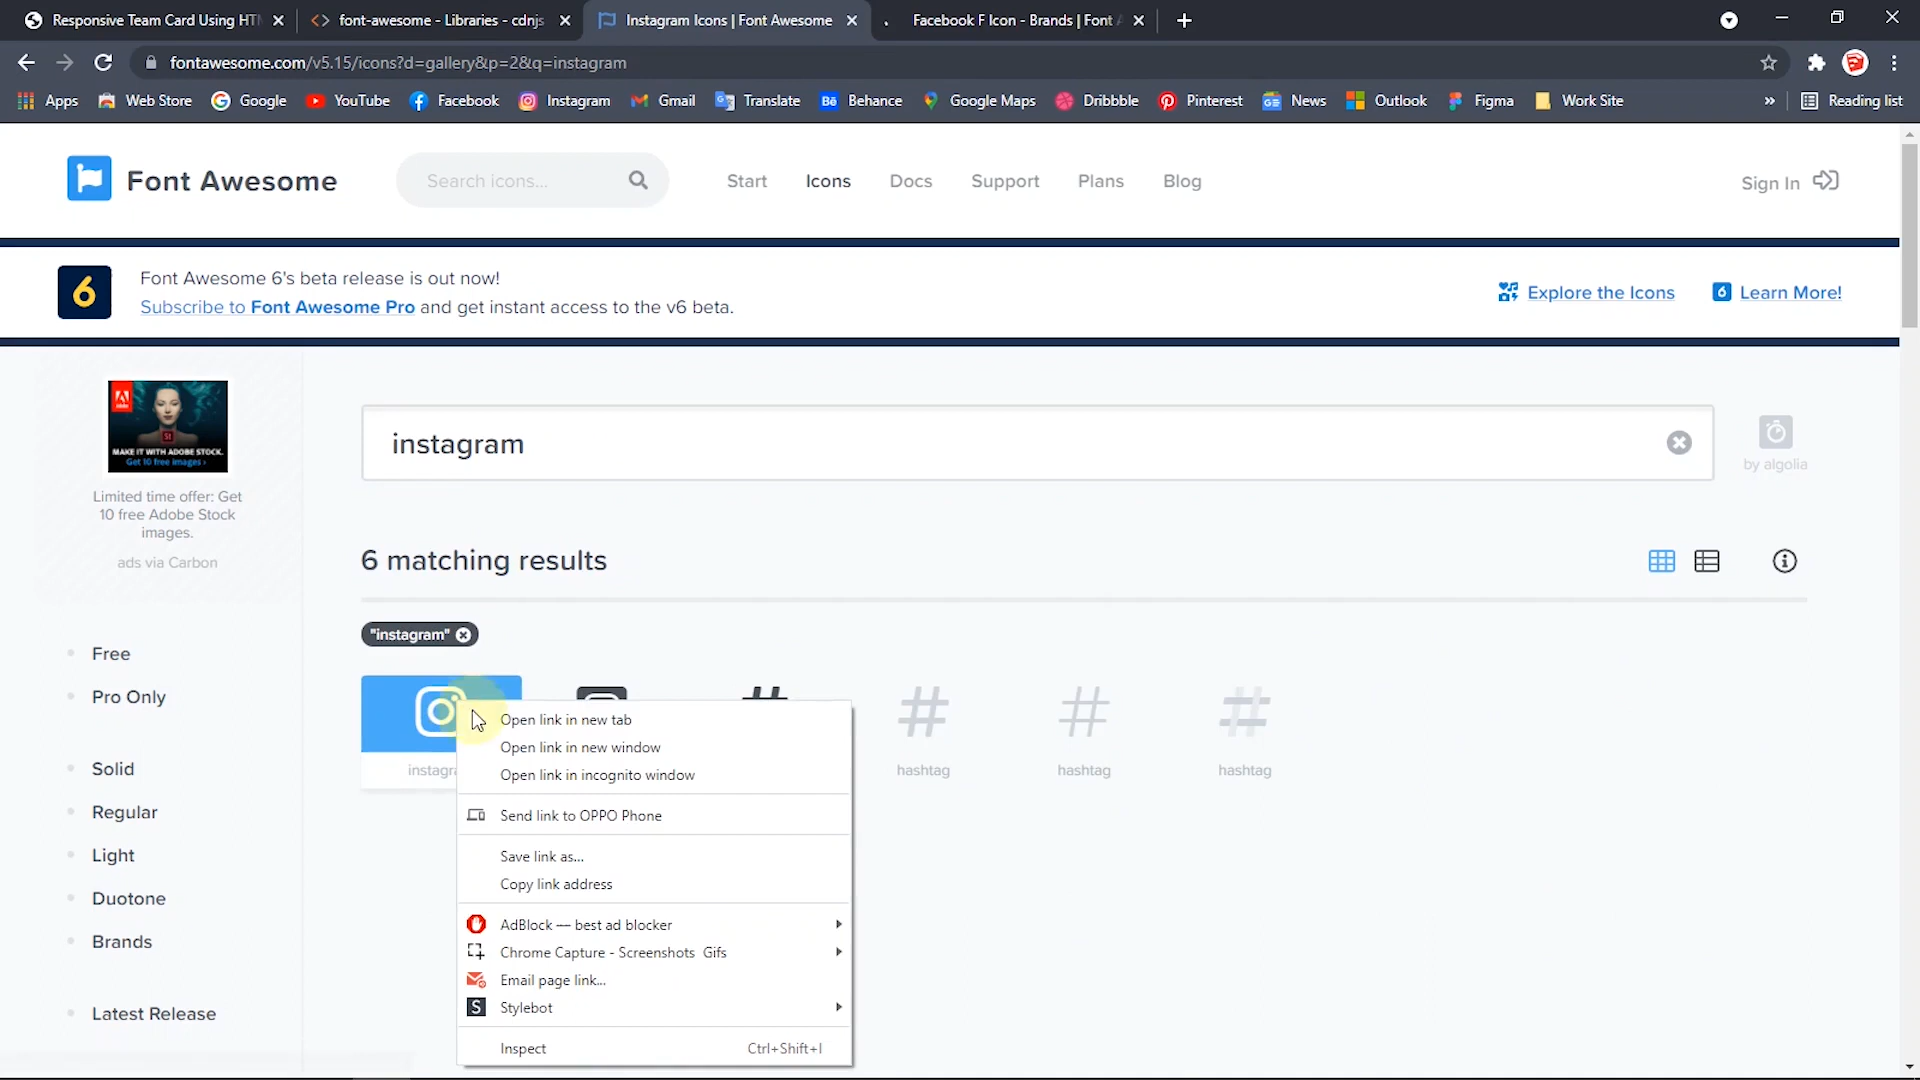 Responsive Team Card Using HTM
font-awesome - Libraries - cdnjs
Instagram Icons | Font Awesome
Facebook F Icon - Brands | Font A
fontawesome.com/v5.15/icons?d=gallery&p=2&q=instagram
Apps
Web Store
Google
YouTube
Facebook
Instagram
Gmail
Translate
Behance
Google Maps
Dribbble
Pinterest
News
Outlook
Figma
Work Site
»
Reading list
Font Awesome
Search icons...
Start
Icons
Docs
Support
Plans
Blog
Sign In
6
Font Awesome 6's beta release is out now!
Subscribe to Font Awesome Pro and get instant access to the v6 beta.
Explore the Icons
6
Learn More!
MAKE IT WITH ADOBE STOCK.
Get 10 free images ›
Limited time offer: Get
10 free Adobe Stock
images.
ads via Carbon
instagram
by algolia
6 matching results
"instagram"
instagra
hashtag
hashtag
hashtag
Free
Pro Only
Solid
Regular
Light
Duotone
Brands
Latest Release
Open link in new tab
Open link in new window
Open link in incognito window
Send link to OPPO Phone
Save link as...
Copy link address
AdBlock — best ad blocker
Chrome Capture - Screenshots Gifs
Email page link...
Stylebot
Inspect Ctrl+Shift+I